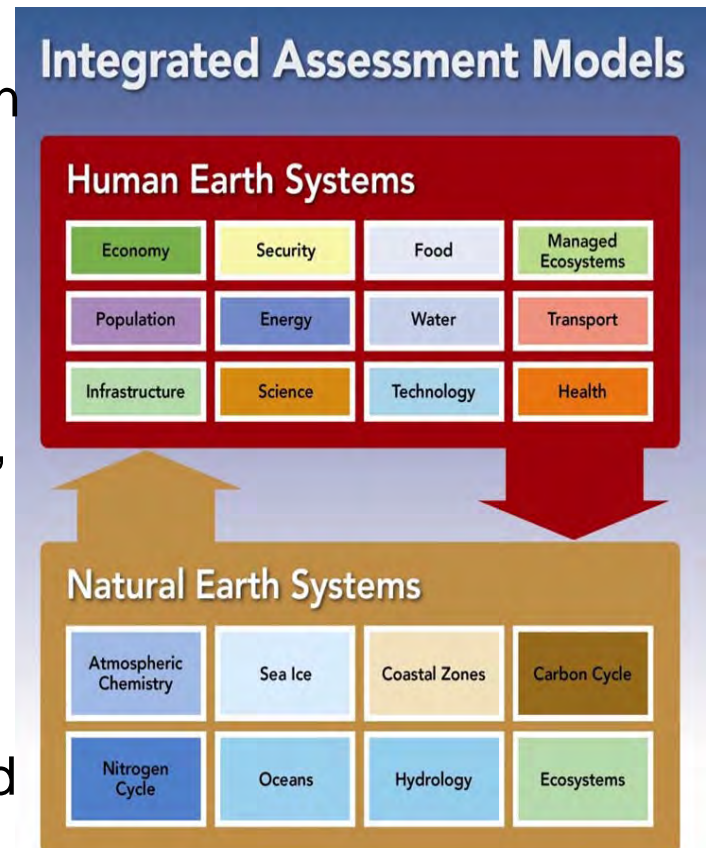 Integrated Assessment Models
Human Earth Systems
Economy
Security
Food
Managed
Ecosystems
Population
Energy
Water
Transport
Infrastructure
Science
Technology
Health
Natural Earth Systems
Atmospheric
Chemistry
Sea Ice
Coastal Zones
Carbon Cycle
Nitrogen
Cycle
Oceans
Hydrology
Ecosystems